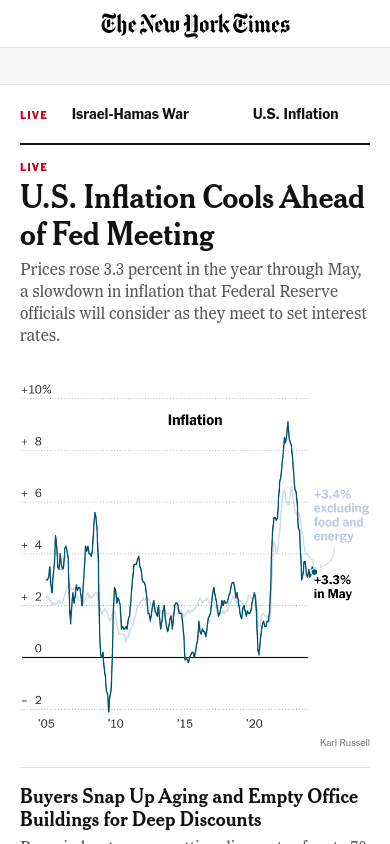 The New York Times
LIVE Israel-Hamas War U.S. Inflation
LIVE
U.S. Inflation Cools Ahead
of Fed Meeting
Prices rose 3.3 percent in the year through May,
a slowdown in inflation that Federal Reserve
officials will consider as they meet to set interest
rates.
+10%
Inflation
+ 8
+ 6
+3.4%
excluding
food and
energy
+ 4
+3.3%
in May
+ 2
0
– 2
'05 '10 '15 '20
Karl Russell
Buyers Snap Up Aging and Empty Office
Buildings for Deep Discounts